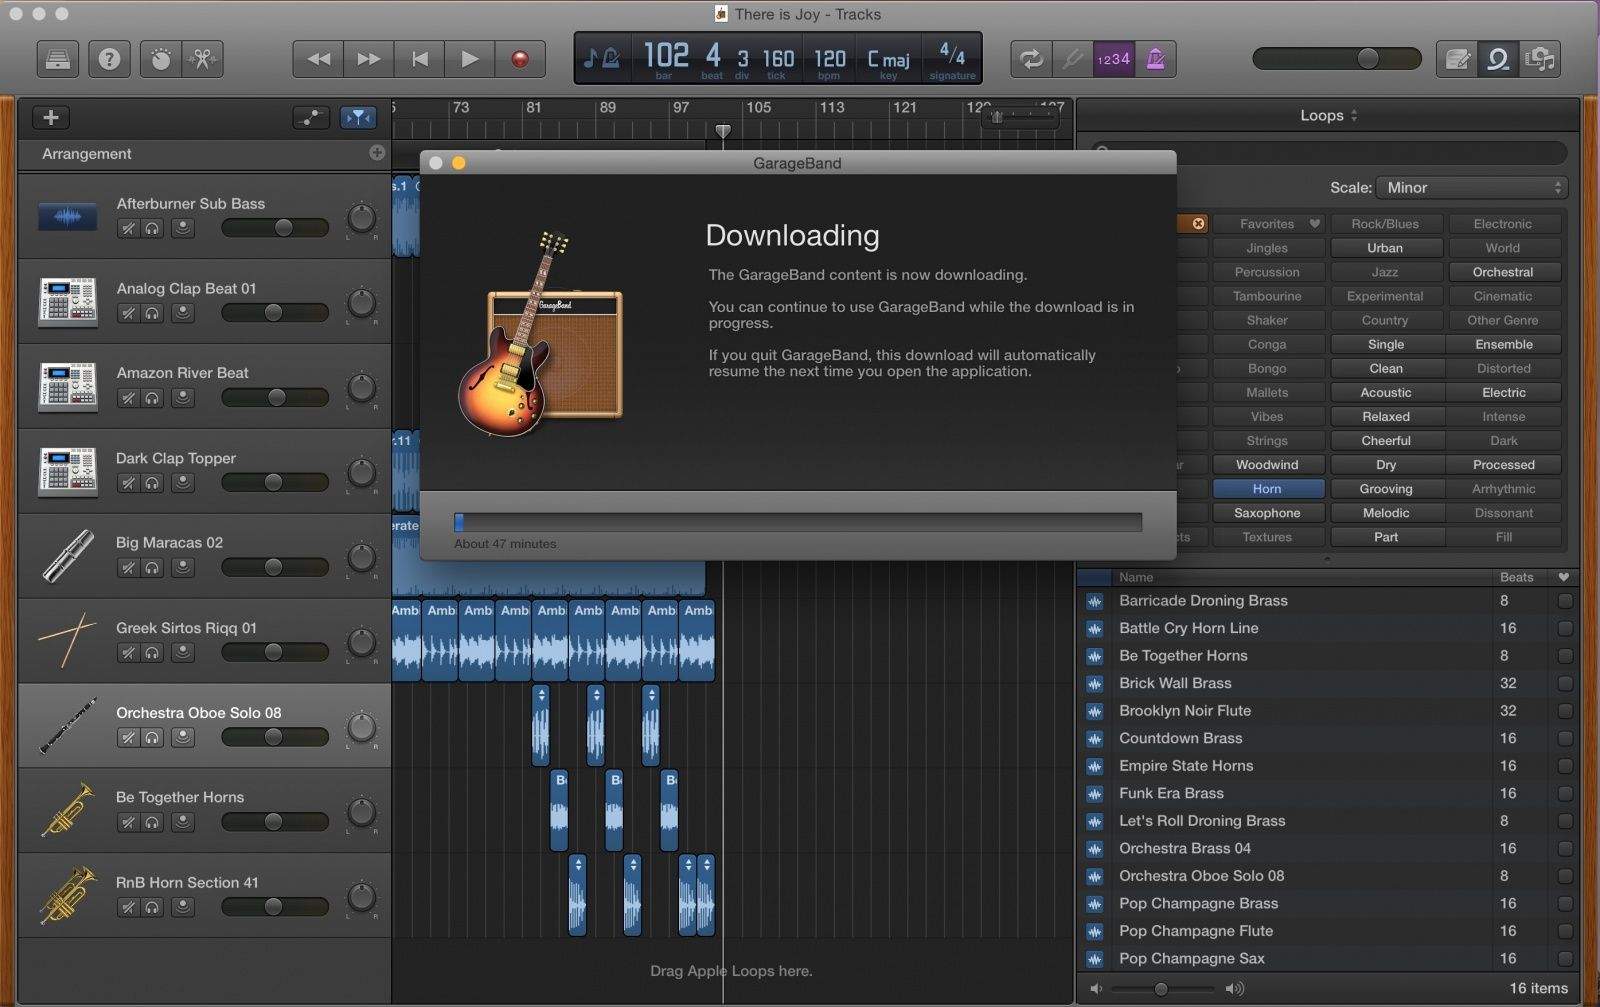 There is Joy - Tracks
102 4 3 160 120 C maj 4/4
bar beat div tick bpm key signature
1234
73 81 89 97 105 113 121
Loops
Arrangement
GarageBand
Scale: Minor
Afterburner Sub Bass
Analog Clap Beat 01
Amazon River Beat
Dark Clap Topper
Big Maracas 02
Greek Sirtos Riqq 01
Orchestra Oboe Solo 08
Be Together Horns
RnB Horn Section 41
L R
L R
L R
L R
L R
L R
L R
L R
L R
s.1
r.11
erate
Amb Amb Amb Amb Amb Amb Amb Amb Amb
Be Be Be
Drag Apple Loops here.
GarageBand
Downloading
The GarageBand content is now downloading.
You can continue to use GarageBand while the download is in
progress.
If you quit GarageBand, this download will automatically
resume the next time you open the application.
About 47 minutes
Favorites Rock/Blues Electronic
Jingles Urban World
Percussion Jazz Orchestral
Tambourine Experimental Cinematic
Shaker Country Other Genre
Conga Single Ensemble
Bongo Clean Distorted
Mallets Acoustic Electric
Vibes Relaxed Intense
Strings Cheerful Dark
Woodwind Dry Processed
Horn Grooving Arrhythmic
Saxophone Melodic Dissonant
Textures Part Fill
Name Beats
Barricade Droning Brass 8
Battle Cry Horn Line 16
Be Together Horns 8
Brick Wall Brass 32
Brooklyn Noir Flute 32
Countdown Brass 16
Empire State Horns 16
Funk Era Brass 16
Let's Roll Droning Brass 8
Orchestra Brass 04 16
Orchestra Oboe Solo 08 8
Pop Champagne Brass 16
Pop Champagne Flute 16
Pop Champagne Sax 16
16 items